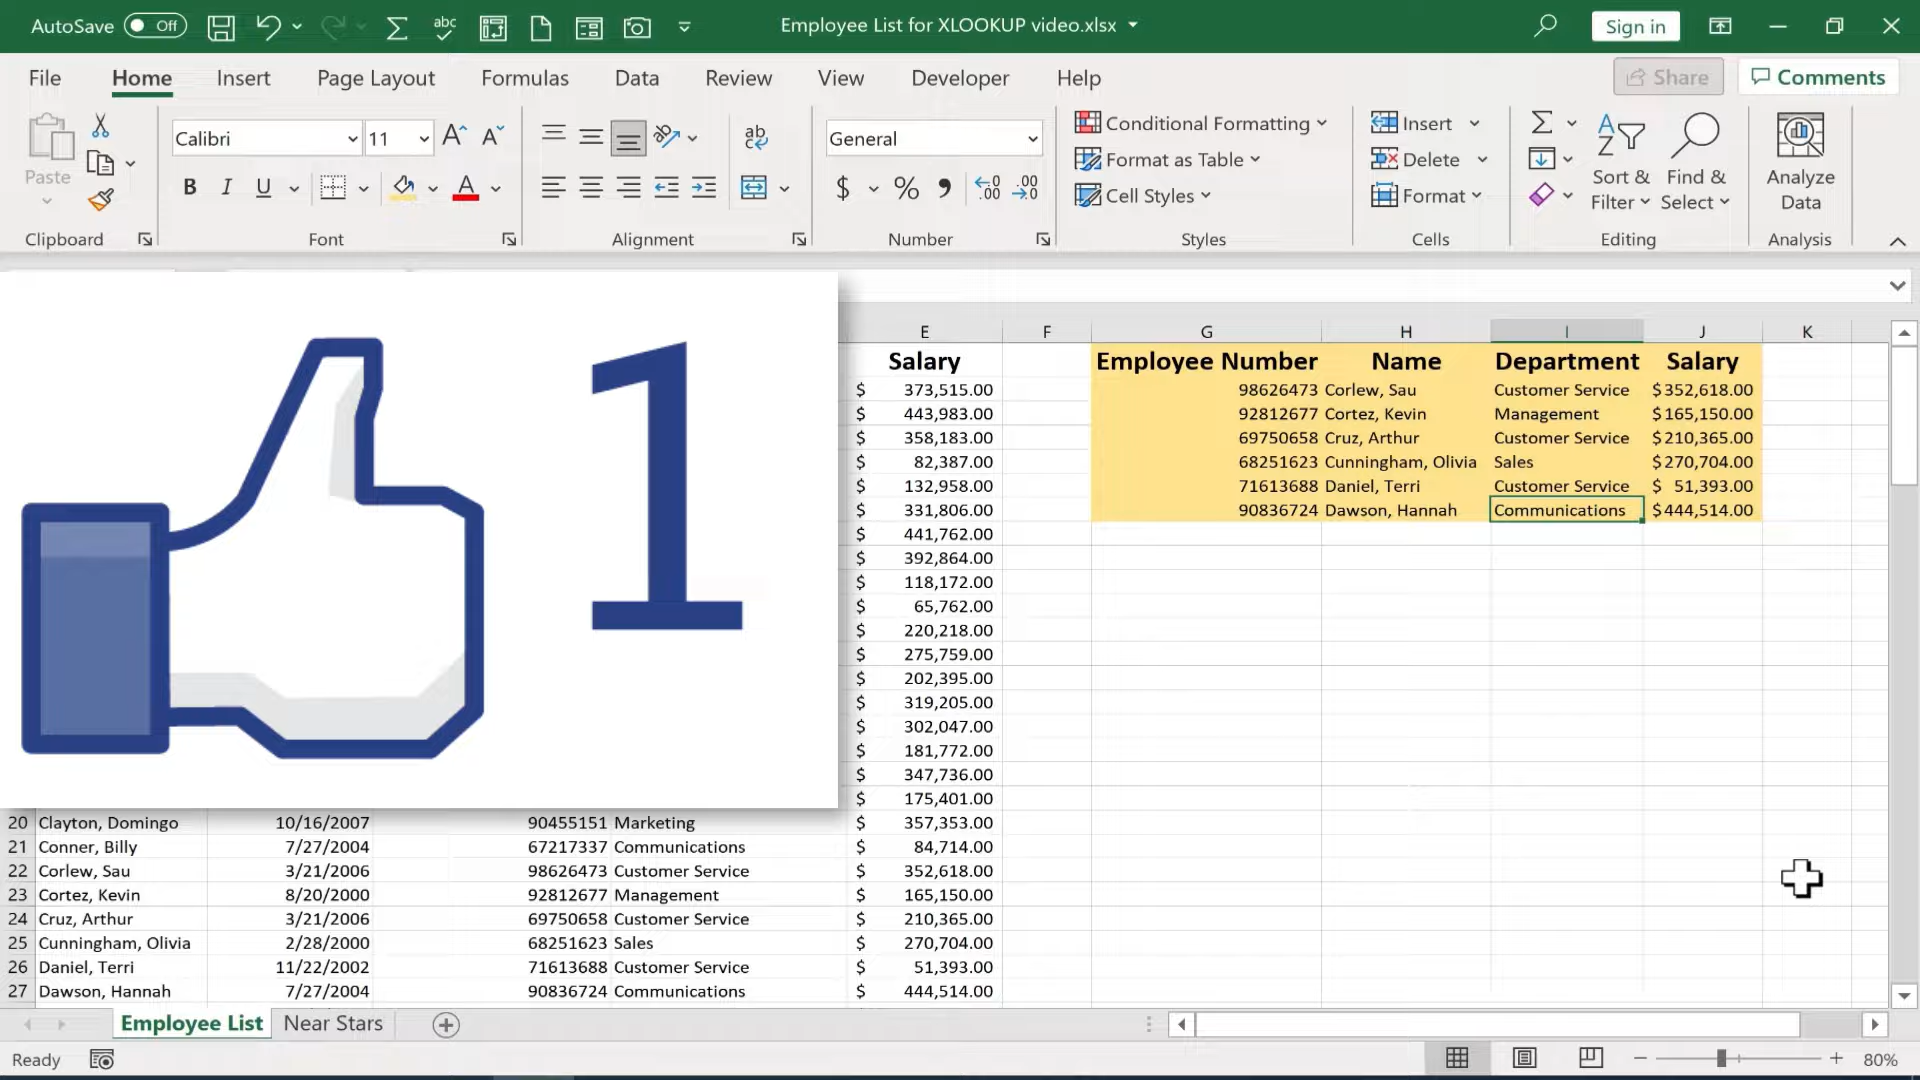 AutoSave Off abc Employee List for XLOOKUP video.xlsx Sign in
File Home Insert Page Layout Formulas Data Review View Developer Help Share Comments
Paste
Calibri 11 A A
B I U A
ab
c
General
$ % , .00 .00
Conditional Formatting
Format as Table
Cell Styles
Insert
Delete
Format
Sort &
Filter
Find &
Select
Analyze
Data
Clipboard Font Alignment Number Styles Cells Editing Analysis
1
E F G H I J K
Salary Employee Number Name Department Salary
$ 373,515.00 98626473 Corlew, Sau Customer Service $352,618.00
$ 443,983.00 92812677 Cortez, Kevin Management $165,150.00
$ 358,183.00 69750658 Cruz, Arthur Customer Service $210,365.00
$ 82,387.00 68251623 Cunningham, Olivia Sales $270,704.00
$ 132,958.00 71613688 Daniel, Terri Customer Service $ 51,393.00
$ 331,806.00 90836724 Dawson, Hannah Communications $444,514.00
$ 441,762.00
$ 392,864.00
$ 118,172.00
$ 65,762.00
$ 220,218.00
$ 275,759.00
$ 202,395.00
$ 319,205.00
$ 302,047.00
$ 181,772.00
$ 347,736.00
$ 175,401.00
20 Clayton, Domingo 10/16/2007 90455151 Marketing $ 357,353.00
21 Conner, Billy 7/27/2004 67217337 Communications $ 84,714.00
22 Corlew, Sau 3/21/2006 98626473 Customer Service $ 352,618.00
23 Cortez, Kevin 8/20/2000 92812677 Management $ 165,150.00
24 Cruz, Arthur 3/21/2006 69750658 Customer Service $ 210,365.00
25 Cunningham, Olivia 2/28/2000 68251623 Sales $ 270,704.00
26 Daniel, Terri 11/22/2002 71613688 Customer Service $ 51,393.00
27 Dawson, Hannah 7/27/2004 90836724 Communications $ 444,514.00
Employee List Near Stars
Ready 80%